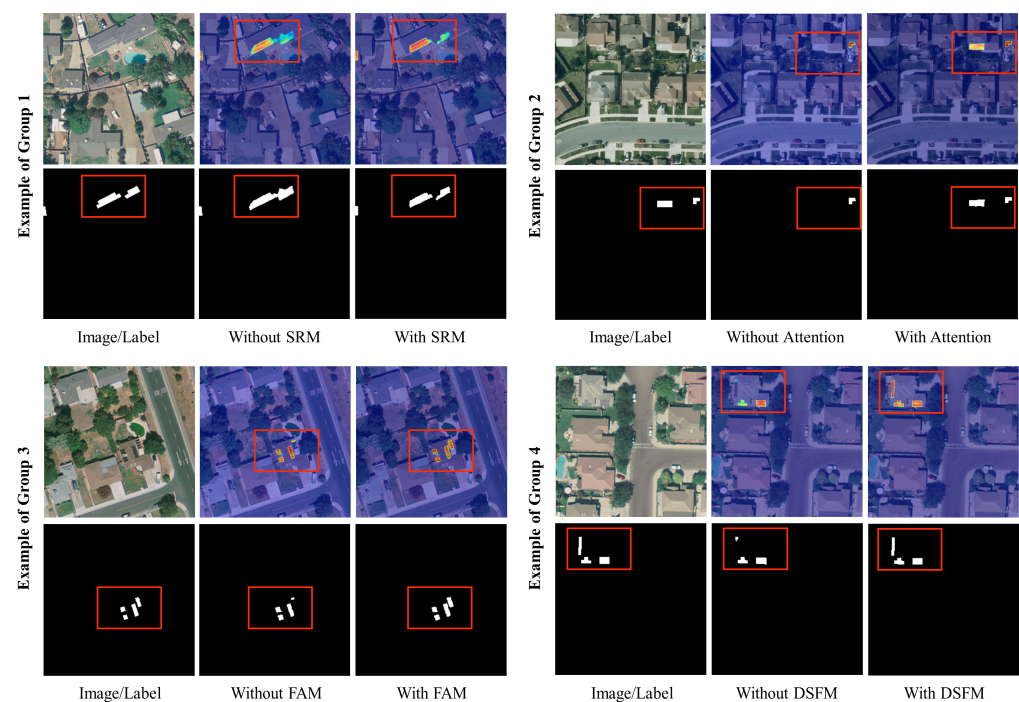 Example of Group 1
Image/Label
Without SRM
With SRM
Example of Group 2
Image/Label
Without Attention
With Attention
Example of Group 3
Image/Label
Without FAM
With FAM
Example of Group 4
Image/Label
Without DSFM
With DSFM